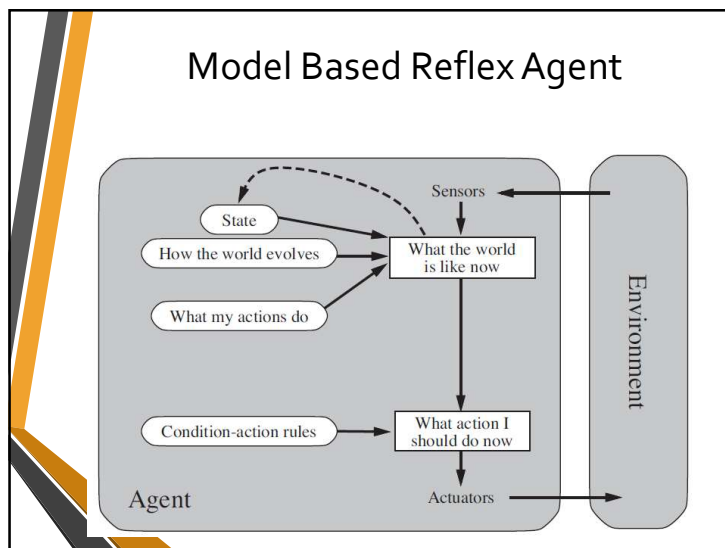 Model Based Reflex Agent
Sensors
State
How the world evolves
What the world
is like now
What my actions do
Environment
Condition-action rules
What action I
should do now
Agent
Actuators